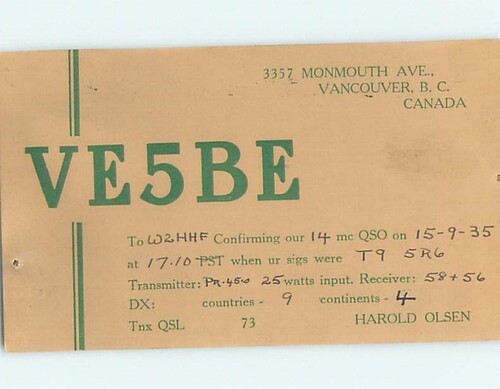 3357 MONMOUTH AVE.,
VANCOUVER, B. C.
CANADA
VE5BE
To W2HHF Confirming our 14 mc QSO on 15-9-35
at 17.10 PST when ur sigs were T9 5R6
Transmitter: PR-450 25 watts input. Receiver: 58+56
DX: countries - 9 continents - 4
Tnx QSL 73 HAROLD OLSEN